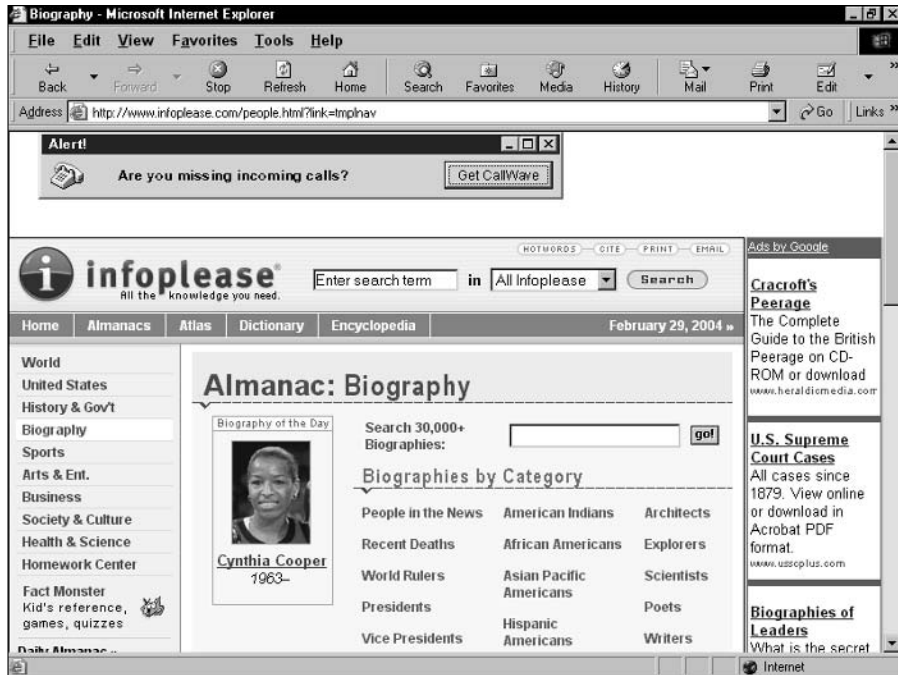 Biography - Microsoft Internet Explorer
File Edit View Favorites Tools Help
Back Forward Stop Refresh Home Search Favorites Media History Mail Print Edit
Address http://www.infoplease.com/people.html?link=tmplnav Go Links »
Alert!
Are you missing incoming calls? Get CallWave
HOTWORDS CITE PRINT EMAIL
infoplease®
All the knowledge you need.
Enter search term in All Infoplease Search
Home Almanacs Atlas Dictionary Encyclopedia February 29, 2004 »
World
United States
History & Gov't
Biography
Sports
Arts & Ent.
Business
Society & Culture
Health & Science
Homework Center
Fact Monster
Kid's reference,
games, quizzes
Daily Almanac »
Almanac: Biography
Biography of the Day
Cynthia Cooper
1963–
Search 30,000+
Biographies:
go!
Biographies by Category
People in the News
Recent Deaths
World Rulers
Presidents
Vice Presidents
American Indians
African Americans
Asian Pacific
Americans
Hispanic
Americans
Architects
Explorers
Scientists
Poets
Writers
Ads by Google
Cracroft's
Peerage
The Complete
Guide to the British
Peerage on CD-
ROM or download
www.heraldicmedia.com
U.S. Supreme
Court Cases
All cases since
1879. View online
or download in
Acrobat PDF
format.
www.usscplus.com
Biographies of
Leaders
What is the secret
Internet